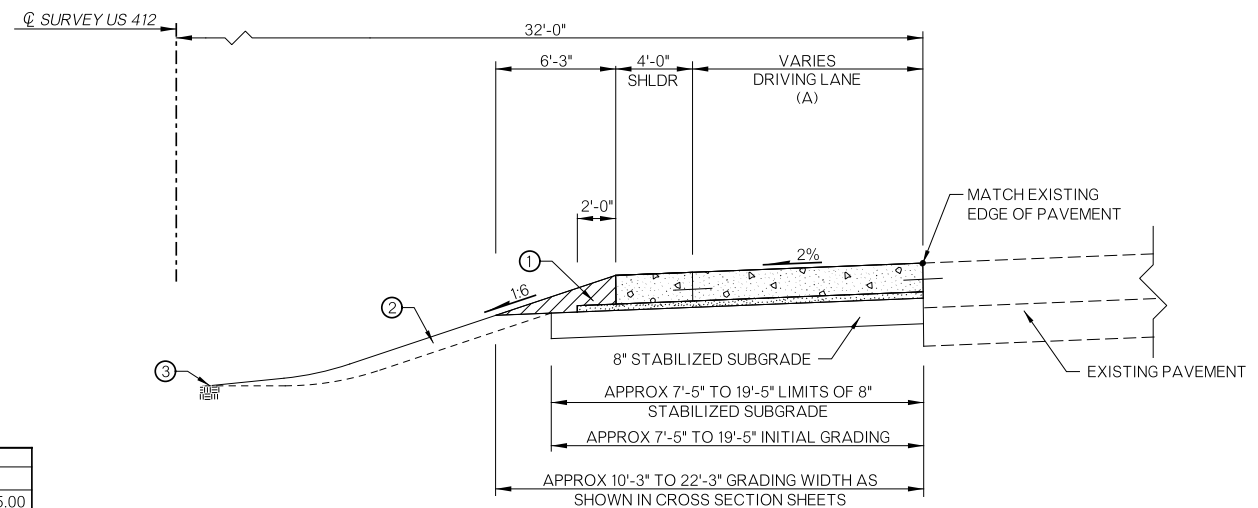 ℄ SURVEY US 412
32'-0"
6'-3"
4'-0"
SHLDR
VARIES
DRIVING LANE
(A)
2'-0"
MATCH EXISTING
EDGE OF PAVEMENT
1
2%
1:6
2
3
8" STABILIZED SUBGRADE
EXISTING PAVEMENT
APPROX 7'-5" TO 19'-5" LIMITS OF 8"
STABILIZED SUBGRADE
APPROX 7'-5" TO 19'-5" INITIAL GRADING
APPROX 10'-3" TO 22'-3" GRADING WIDTH AS
SHOWN IN CROSS SECTION SHEETS